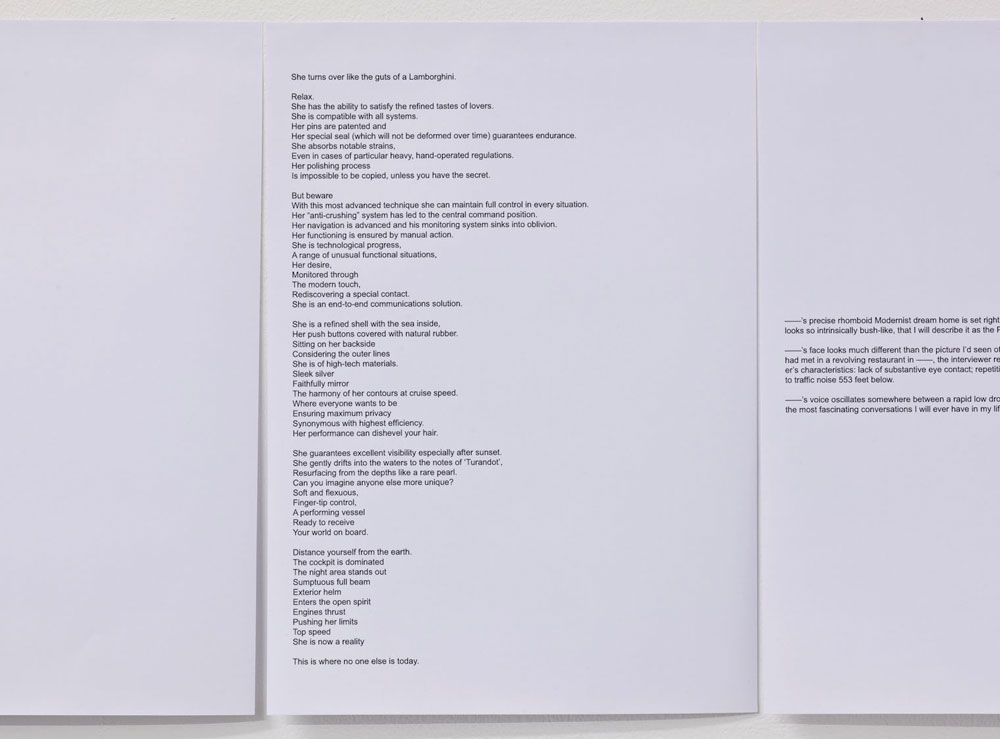 She turns over like the guts of a Lamborghini.
Relax.
She has the ability to satisfy the refined tastes of lovers.
She is compatible with all systems.
Her pins are patented and
Her special seal (which will not be deformed over time) guarantees endurance.
She absorbs notable strains,
Even in cases of particular heavy, hand-operated regulations.
Her polishing process
Is impossible to be copied, unless you have the secret.
But beware
With this most advanced technique she can maintain full control in every situation.
Her "anti-crushing" system has led to the central command position.
Her navigation is advanced and his monitoring system sinks into oblivion.
Her functioning is ensured by manual action.
She is technological progress,
A range of unusual functional situations,
Her desire,
Monitored through
The modern touch,
Rediscovering a special contact.
She is an end-to-end communications solution.
She is a refined shell with the sea inside,
Her push buttons covered with natural rubber.
Sitting on her backside
Considering the outer lines
She is of high-tech materials.
Sleek silver
Faithfully mirror
The harmony of her contours at cruise speed.
Where everyone wants to be
Ensuring maximum privacy
Synonymous with highest efficiency.
Her performance can dishevel your hair.
She guarantees excellent visibility especially after sunset.
She gently drifts into the waters to the notes of 'Turandot',
Resurfacing from the depths like a rare pearl.
Can you imagine anyone else more unique?
Soft and flexuous,
Finger-tip control,
A performing vessel
Ready to receive
Your world on board.
Distance yourself from the earth.
The cockpit is dominated
The night area stands out
Sumptuous full beam
Exterior helm
Enters the open spirit
Engines thrust
Pushing her limits
Top speed
She is now a reality
This is where no one else is today.
——'s precise rhomboid Modernist dream home is set right
looks so intrinsically bush-like, that I will describe it as the
——'s face looks much different than the picture I'd seen of
had met in a revolving restaurant in ——, the interviewer
er's characteristics: lack of substantive eye contact;
to traffic noise 553 feet below.
——'s voice oscillates somewhere between a rapid low
the most fascinating conversations I will ever have in my